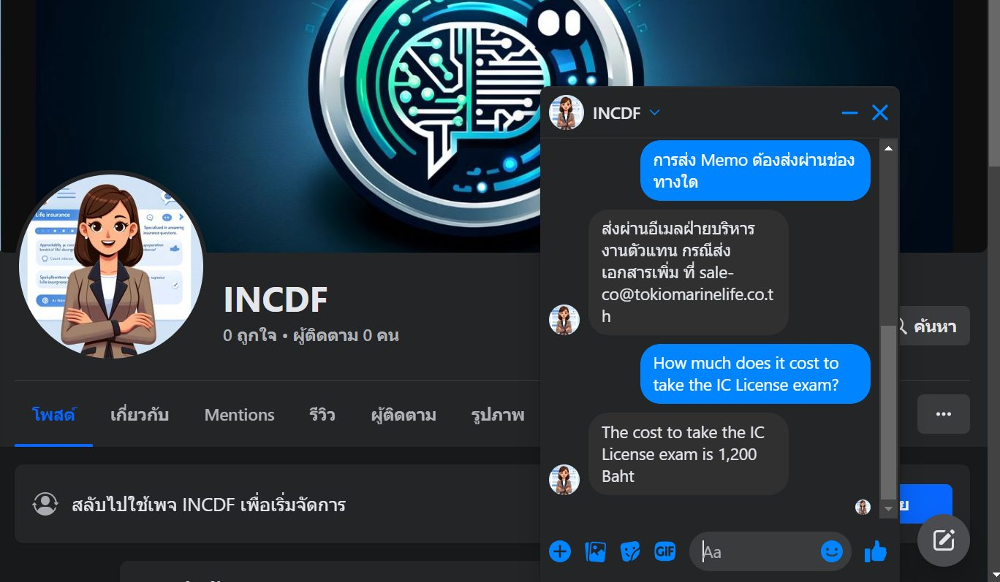 INCDF
0 ถูกใจ • ผู้ติดตาม 0 คน
ค้นหา
โพสต์
เกี่ยวกับ
Mentions
รีวิว
ผู้ติดตาม
รูปภาพ
สลับไปใช้เพจ INCDF เพื่อเริ่มจัดการ
Life insurance
INCDF
การส่ง Memo ต้องส่งผ่านช่อง
ทางใด
ส่งผ่านอีเมลฝ่ายบริหาร
งานตัวแทน กรณีส่ง
เอกสารเพิ่ม ที่ sale-
co@tokiomarinelife.co.t
h
How much does it cost to
take the IC License exam?
The cost to take the IC
License exam is 1,200
Baht
GIF
Aa